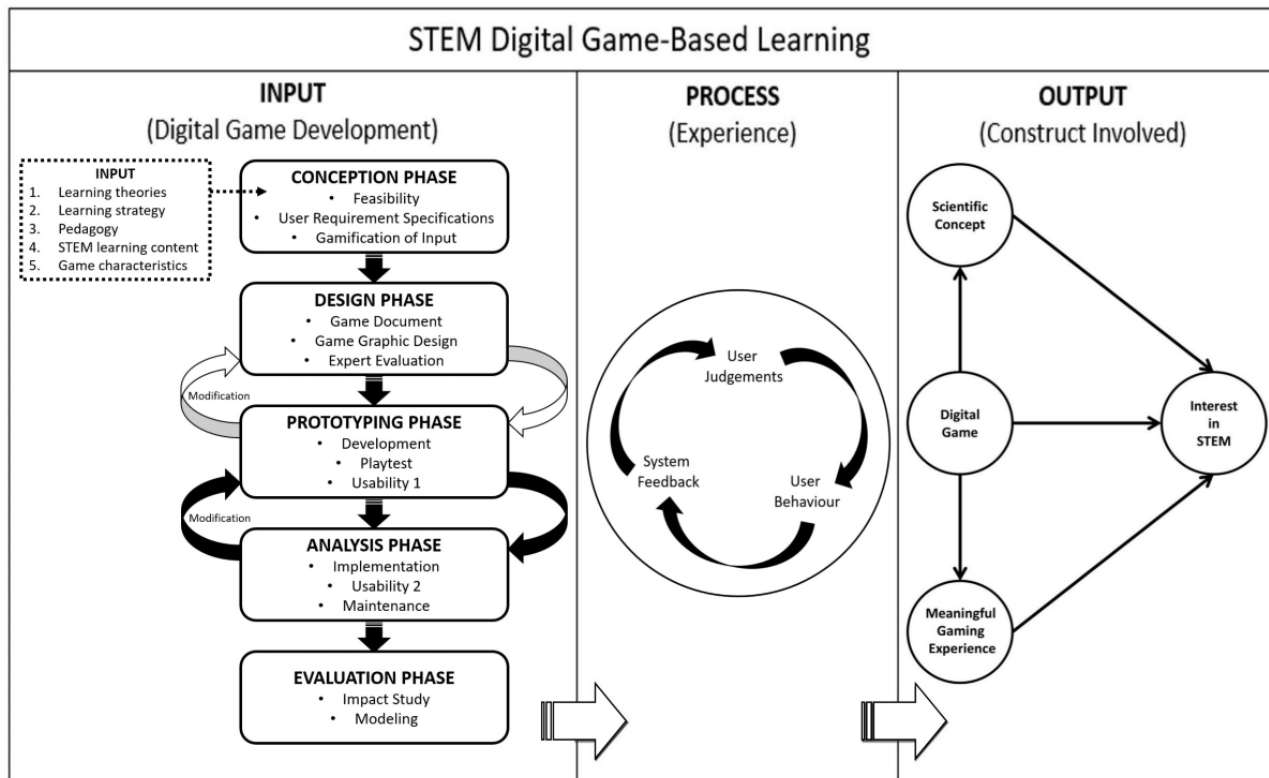 STEM Digital Game-Based Learning
INPUT
(Digital Game Development)
INPUT
1. Learning theories
2. Learning strategy
3. Pedagogy
4. STEM learning content
5. Game characteristics
CONCEPTION PHASE
• Feasibility
• User Requirement Specifications
• Gamification of Input
DESIGN PHASE
• Game Document
• Game Graphic Design
• Expert Evaluation
Modification
PROTOTYPING PHASE
• Development
• Playtest
• Usability 1
Modification
ANALYSIS PHASE
• Implementation
• Usability 2
• Maintenance
EVALUATION PHASE
• Impact Study
• Modeling
PROCESS
(Experience)
User
Judgements
User
Behaviour
System
Feedback
OUTPUT
(Construct Involved)
Scientific
Concept
Digital
Game
Interest
in
STEM
Meaningful
Gaming
Experience